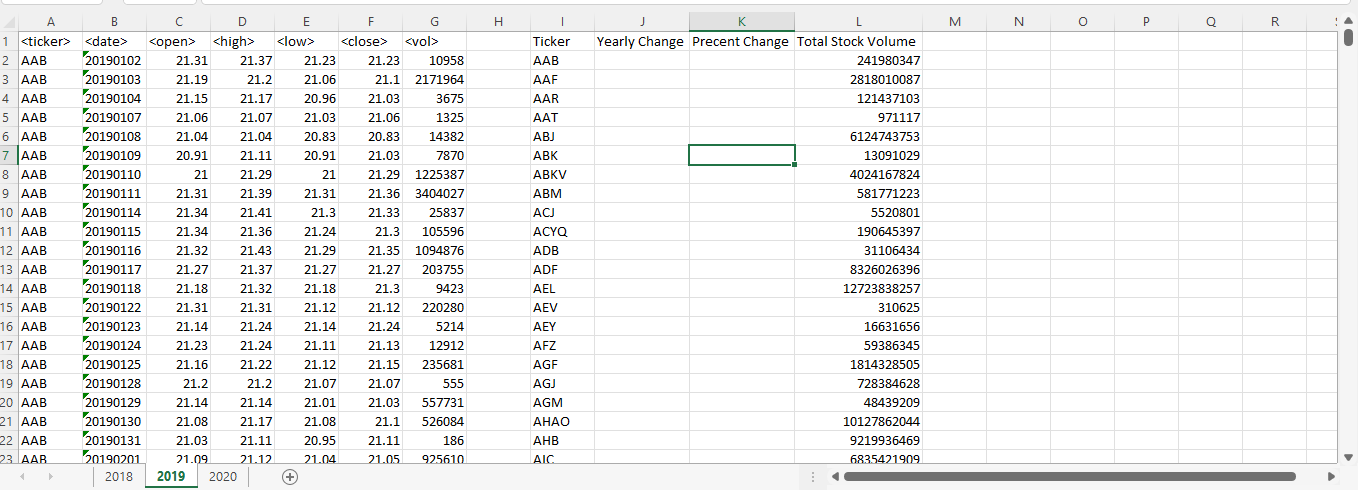 A B C D E F G H I J K L M N O P Q R S
1 <ticker> <date> <open> <high> <low> <close> <vol> Ticker Yearly Change Precent Change Total Stock Volume
2 AAB 20190102 21.31 21.37 21.23 21.23 10958 AAB 241980347
3 AAB 20190103 21.19 21.2 21.06 21.1 2171964 AAF 2818010087
4 AAB 20190104 21.15 21.17 20.96 21.03 3675 AAR 121437103
5 AAB 20190107 21.06 21.07 21.03 21.06 1325 AAT 971117
6 AAB 20190108 21.04 21.04 20.83 20.83 14382 ABJ 6124743753
7 AAB 20190109 20.91 21.11 20.91 21.03 7870 ABK 13091029
8 AAB 20190110 21 21.29 21 21.29 1225387 ABKV 4024167824
9 AAB 20190111 21.31 21.39 21.31 21.36 3404027 ABM 581771223
10 AAB 20190114 21.34 21.41 21.3 21.33 25837 ACJ 5520801
11 AAB 20190115 21.34 21.36 21.24 21.3 105596 ACYQ 190645397
12 AAB 20190116 21.32 21.43 21.29 21.35 1094876 ADB 31106434
13 AAB 20190117 21.27 21.37 21.27 21.27 203755 ADF 8326026396
14 AAB 20190118 21.18 21.32 21.18 21.3 9423 AEL 12723838257
15 AAB 20190122 21.31 21.31 21.12 21.12 220280 AEV 310625
16 AAB 20190123 21.14 21.24 21.14 21.24 5214 AEY 16631656
17 AAB 20190124 21.23 21.24 21.11 21.13 12912 AFZ 59386345
18 AAB 20190125 21.16 21.22 21.12 21.15 235681 AGF 1814328505
19 AAB 20190128 21.2 21.2 21.07 21.07 555 AGJ 728384628
20 AAB 20190129 21.14 21.14 21.01 21.03 557731 AGM 48439209
21 AAB 20190130 21.08 21.17 21.08 21.1 526084 AHAO 10127862044
22 AAB 20190131 21.03 21.11 20.95 21.11 186 AHB 9219936469
23 AAB 20190201 21.09 21.12 21.04 21.05 925610 AIC 6835421909
2018 2019 2020